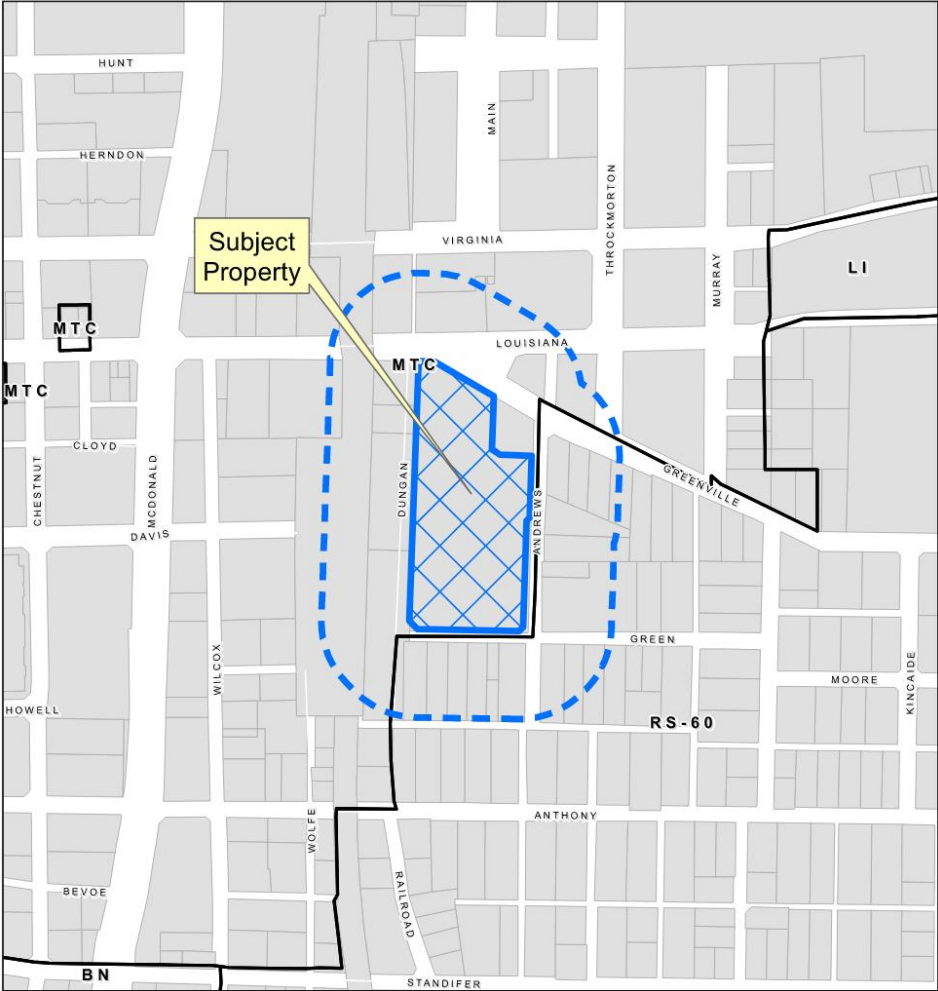 HUNT
MAIN
HERNDON
THROCKMORTON
Subject
Property
VIRGINIA
MURRAY
LI
MTC
LOUISIANA
MTC
MTC
CLOYD
CHESTNUT
MCDONALD
DUNGAN
GREENVILLE
ANDREWS
DAVIS
GREEN
WILCOX
MOORE
KINCAIDE
HOWELL
RS-60
ANTHONY
WOLFE
BEVOE
RAILROAD
BN
STANDIFER